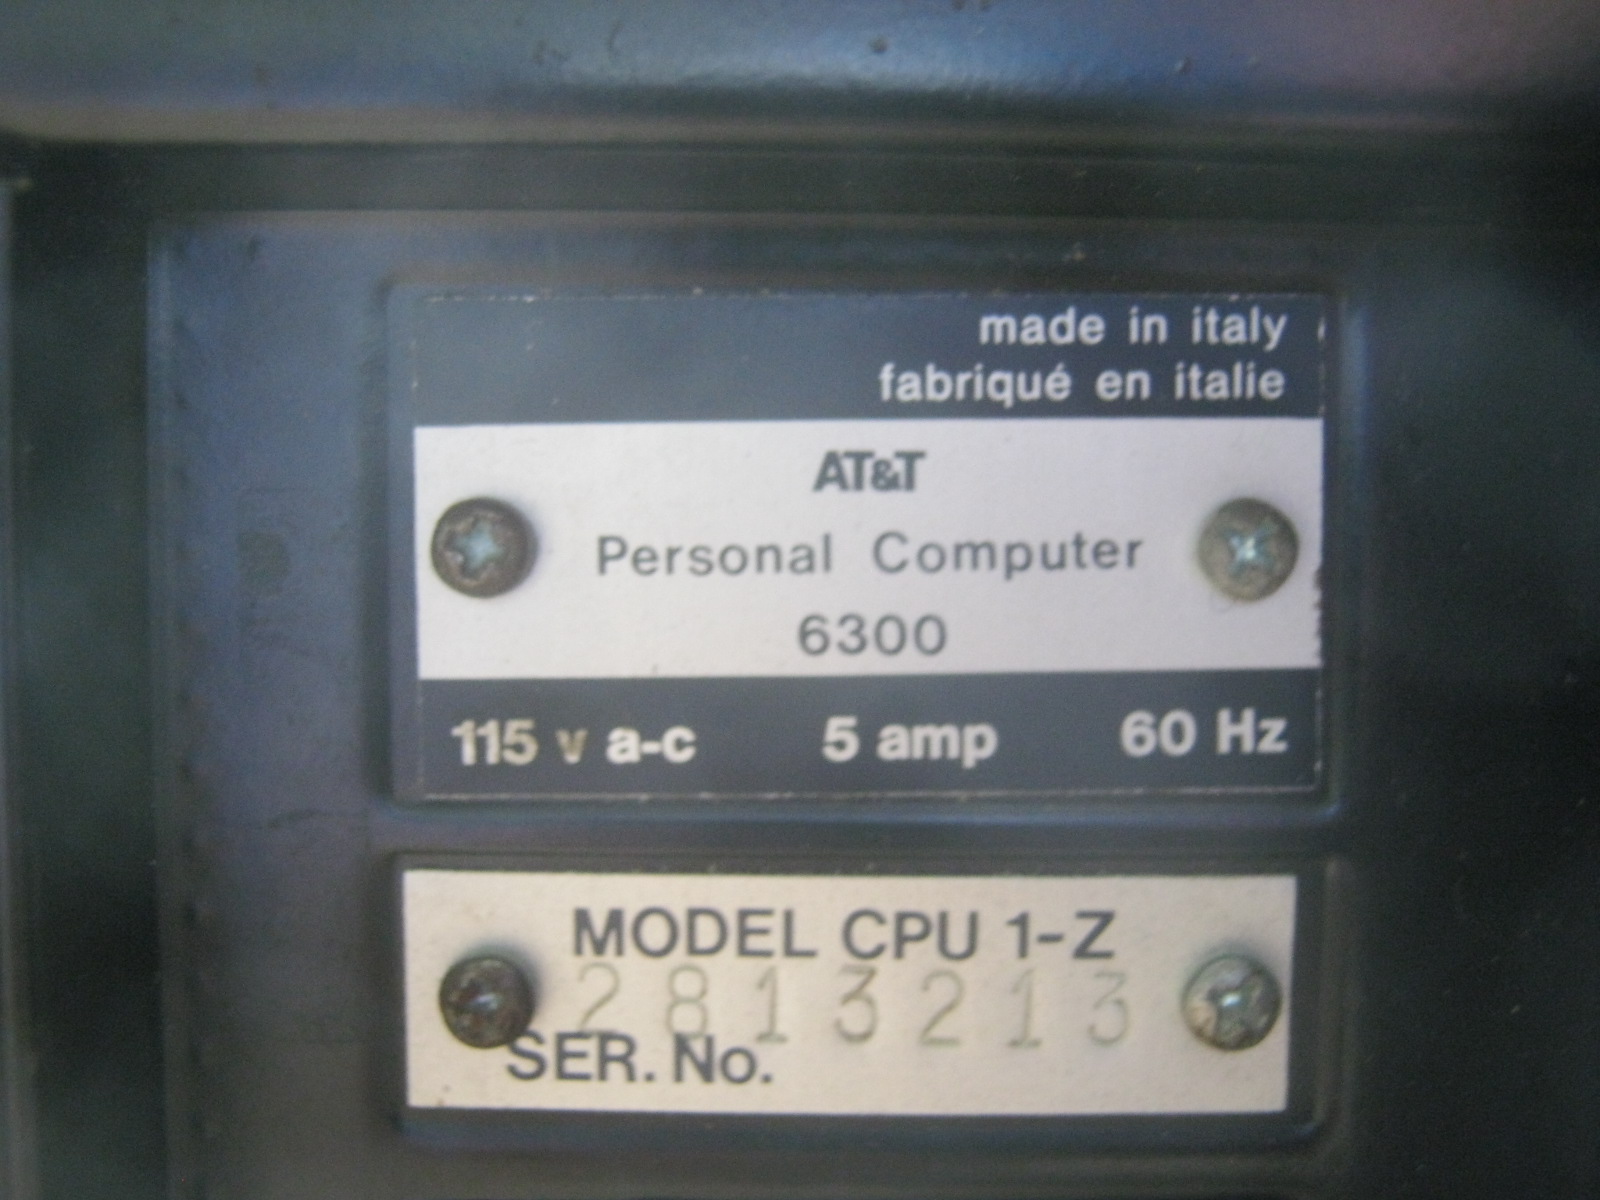 made in italy
fabriqué en italie
AT&T
Personal Computer
6300
115 v a-c 5 amp 60 Hz
MODEL CPU 1-Z
2813213
SER. No.